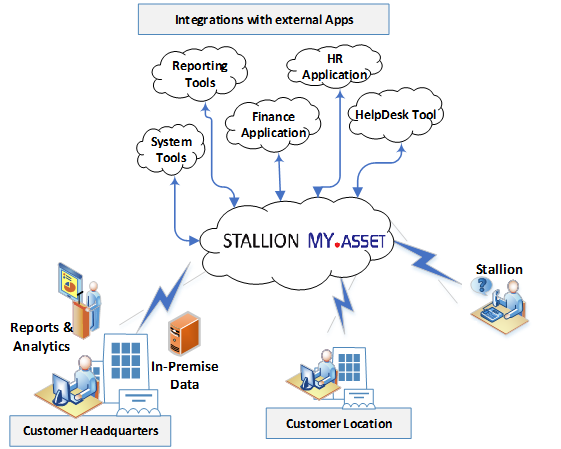 Integrations with external Apps
Reporting
Tools
HR
Application
Finance
Application
HelpDesk Tool
System
Tools
STALLION MY.ASSET
Stallion
?
Reports &
Analytics
In-Premise
Data
Customer Headquarters
Customer Location